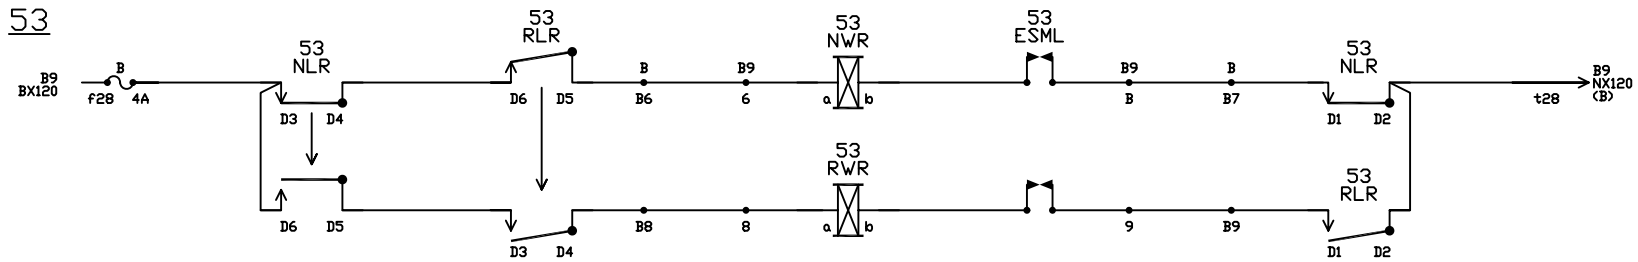 53
B9
BX120
B
f28
4A
53
NLR
D3
D4
D6
D5
53
RLR
D6
D5
D3
D4
B
B6
B9
6
B8
8
53
NWR
a
b
53
RWR
a
b
53
ESML
B9
B
B
B7
9
B9
53
NLR
D1
D2
53
RLR
D1
D2
t28
B9
NX120
(B)